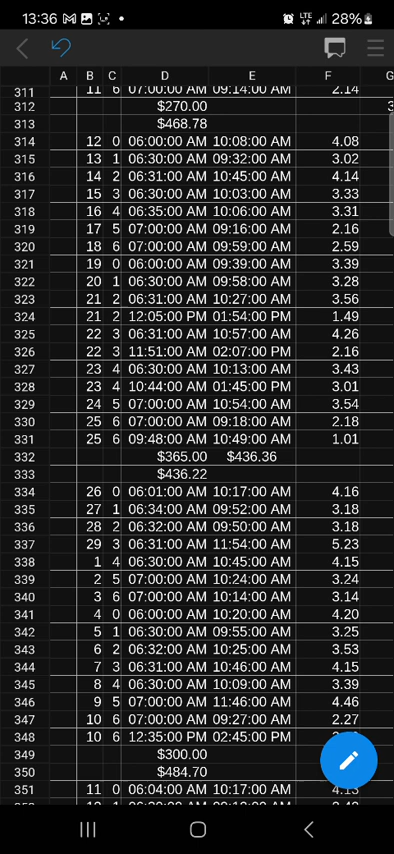 13:36 LTE 28%
A B C D E F G
311 11 6 07:00:00 AM 09:14:00 AM 2.14
312 $270.00 3
313 $468.78
314 12 0 06:00:00 AM 10:08:00 AM 4.08
315 13 1 06:30:00 AM 09:32:00 AM 3.02
316 14 2 06:31:00 AM 10:45:00 AM 4.14
317 15 3 06:30:00 AM 10:03:00 AM 3.33
318 16 4 06:35:00 AM 10:06:00 AM 3.31
319 17 5 07:00:00 AM 09:16:00 AM 2.16
320 18 6 07:00:00 AM 09:59:00 AM 2.59
321 19 0 06:00:00 AM 09:39:00 AM 3.39
322 20 1 06:30:00 AM 09:58:00 AM 3.28
323 21 2 06:31:00 AM 10:27:00 AM 3.56
324 21 2 12:05:00 PM 01:54:00 PM 1.49
325 22 3 06:31:00 AM 10:57:00 AM 4.26
326 22 3 11:51:00 AM 02:07:00 PM 2.16
327 23 4 06:30:00 AM 10:13:00 AM 3.43
328 23 4 10:44:00 AM 01:45:00 PM 3.01
329 24 5 07:00:00 AM 10:54:00 AM 3.54
330 25 6 07:00:00 AM 09:18:00 AM 2.18
331 25 6 09:48:00 AM 10:49:00 AM 1.01
332 $365.00 $436.36
333 $436.22
334 26 0 06:01:00 AM 10:17:00 AM 4.16
335 27 1 06:34:00 AM 09:52:00 AM 3.18
336 28 2 06:32:00 AM 09:50:00 AM 3.18
337 29 3 06:31:00 AM 11:54:00 AM 5.23
338 1 4 06:30:00 AM 10:45:00 AM 4.15
339 2 5 07:00:00 AM 10:24:00 AM 3.24
340 3 6 07:00:00 AM 10:14:00 AM 3.14
341 4 0 06:00:00 AM 10:20:00 AM 4.20
342 5 1 06:30:00 AM 09:55:00 AM 3.25
343 6 2 06:32:00 AM 10:25:00 AM 3.53
344 7 3 06:31:00 AM 10:46:00 AM 4.15
345 8 4 06:30:00 AM 10:09:00 AM 3.39
346 9 5 07:00:00 AM 11:46:00 AM 4.46
347 10 6 07:00:00 AM 09:27:00 AM 2.27
348 10 6 12:35:00 PM 02:45:00 PM
349 $300.00
350 $484.70
351 11 0 06:04:00 AM 10:17:00 AM 4.13